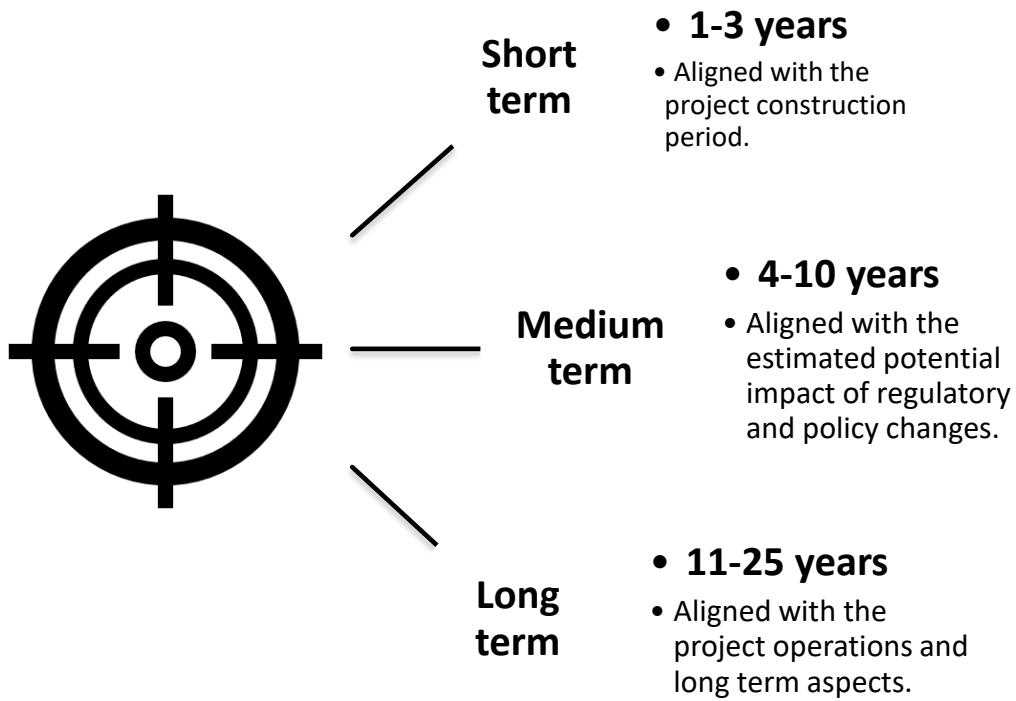 Short
term
• 1-3 years
• Aligned with the
project construction
period.
Medium
term
• 4-10 years
• Aligned with the
estimated potential
impact of regulatory
and policy changes.
Long
term
• 11-25 years
• Aligned with the
project operations and
long term aspects.